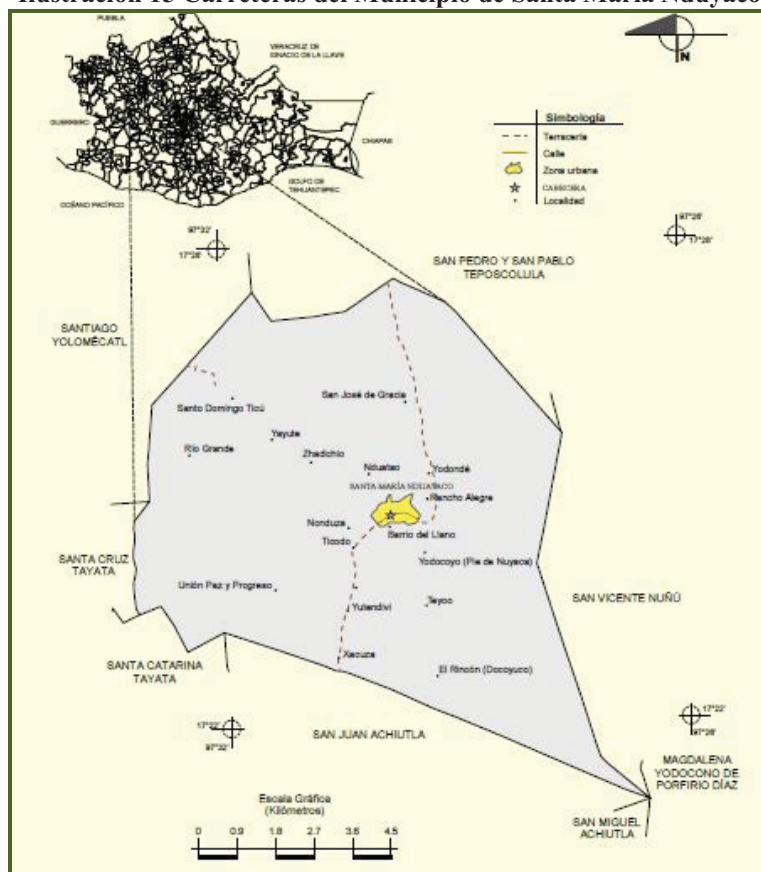 Ilustración 15 Carreteras del Municipio de Santa María Nduayaco
PUEBLA
VERACRUZ DE
IGNACIO DE LA LLAVE
GUERRERO
CHIAPAS
GOLFO DE
TEHUANTEPEC
OCÉANO PACÍFICO
N
Simbología
Terracería
Calle
Zona urbana
CABECERA
Localidad
97°32'
17°28'
97°26'
17°28'
SAN PEDRO Y SAN PABLO
TEPOSCOLULA
SANTIAGO
YOLOMÉCATL
San José de Gracia
Santo Domingo Ticú
Yayute
Río Grande
Zhadichio
Nduatao
Yodondé
SANTA MARÍA NDUAYACO
Rancho Alegre
Nonduza
Barrio del Llano
Ticodo
Yodocoyo (Pie de Nuyaca)
SANTA CRUZ
TAYATA
Unión Paz y Progreso
Yutendivi
Teyoo
SAN VICENTE NUÑÚ
Xacuza
SANTA CATARINA
TAYATA
El Rincón (Docoyuco)
17°22'
97°32'
SAN JUAN ACHIUTLA
17°22'
97°26'
MAGDALENA
YODOCONO DE
PORFIRIO DÍAZ
SAN MIGUEL
ACHIUTLA
Escala Gráfica
(Kilómetros)
0 0.9 1.8 2.7 3.6 4.5